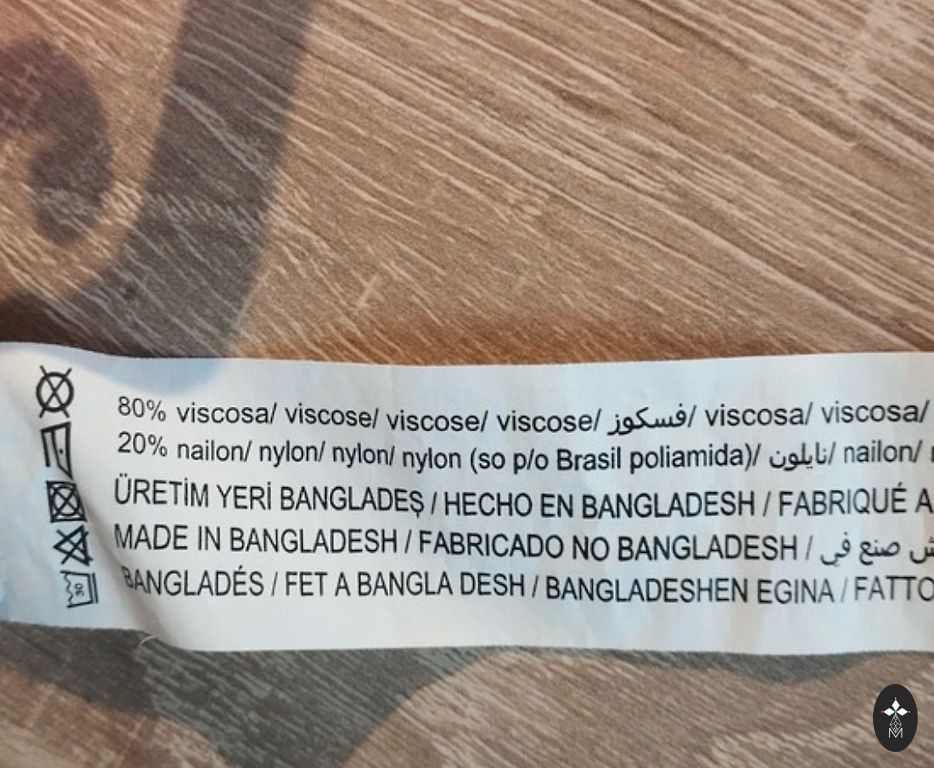 80% viscosa/ viscose/ viscose/ viscose/ فسكوز/ viscosa/ viscosa/
20% nailon/ nylon/ nylon/ nylon (so p/o Brasil poliamida)/ نايلون/ nailon/
ÜRETİM YERİ BANGLADEŞ / HECHO EN BANGLADESH / FABRIQUÉ A
MADE IN BANGLADESH / FABRICADO NO BANGLADESH / صنع في
BANGLADÉS / FET A BANGLA DESH / BANGLADESHEN EGINA / FATTO
30
M